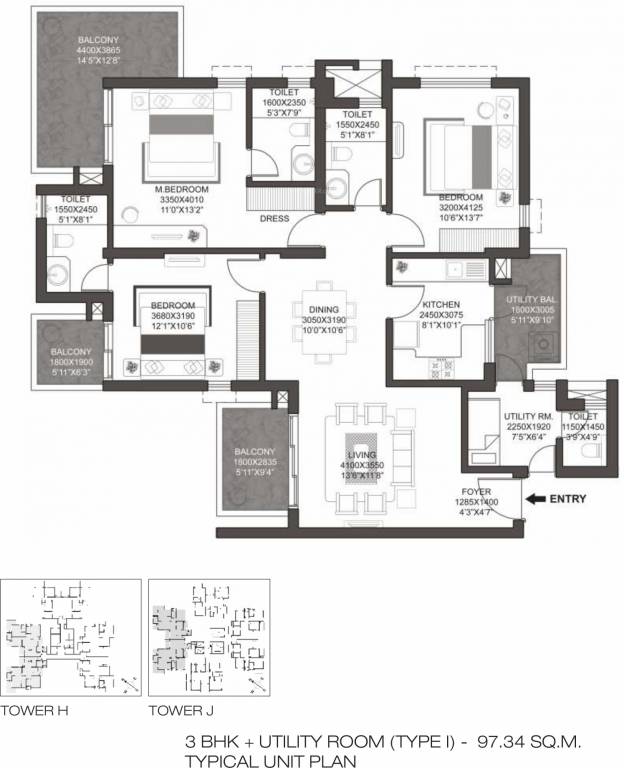 BALCONY
4400X3865
14'5"X12'8"
TOILET
1600X2350
5'3"X7'9"
TOILET
1550X2450
5'1"X8'1"
M.BEDROOM
3350X4010
11'0"X13'2"
DRESS
BEDROOM
3200X4125
10'6"X13'7"
TOILET
1550X2450
5'1"X8'1"
BEDROOM
3680X3190
12'1"X10'6"
DINING
3050X3190
10'0"X10'6"
KITCHEN
2450X3075
8'1"X10'1"
UTILITY BAL.
1800X3005
5'11"X9'10"
BALCONY
1800X1900
5'11"X6'3"
UTILITY RM.
2250X1920
7'5"X6'4"
TOILET
1150X1450
3'9"X4'9"
BALCONY
1800X2835
5'11"X9'4"
LIVING
4100X3550
13'6"X11'8"
FOYER
1285X1400
4'3"X4'7"
ENTRY
TOWER H
TOWER J
3 BHK + UTILITY ROOM (TYPE I) - 97.34 SQ.M.
TYPICAL UNIT PLAN